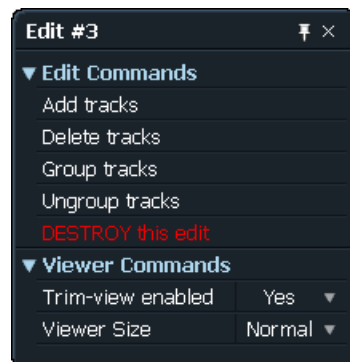 Edit #3
Edit Commands
Add tracks
Delete tracks
Group tracks
Ungroup tracks
DESTROY this edit
Viewer Commands
Trim-view enabled Yes
Viewer Size Normal